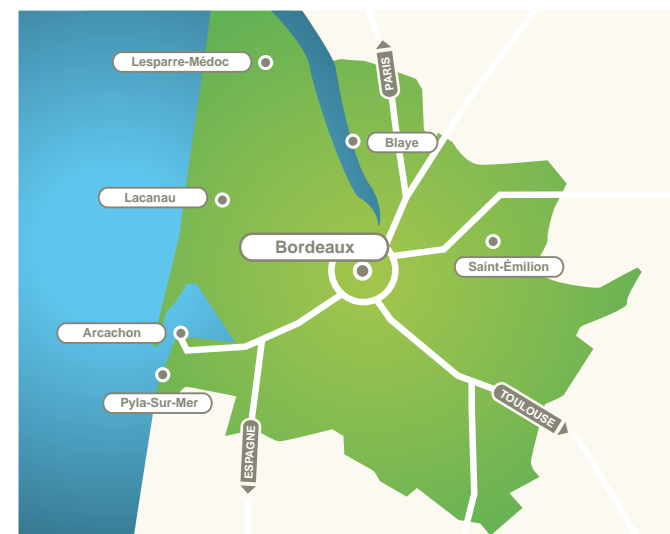 Lesparre-Médoc
PARIS
Blaye
Lacanau
Bordeaux
Saint-Émilion
Arcachon
Pyla-Sur-Mer
TOULOUSE
ESPAGNE